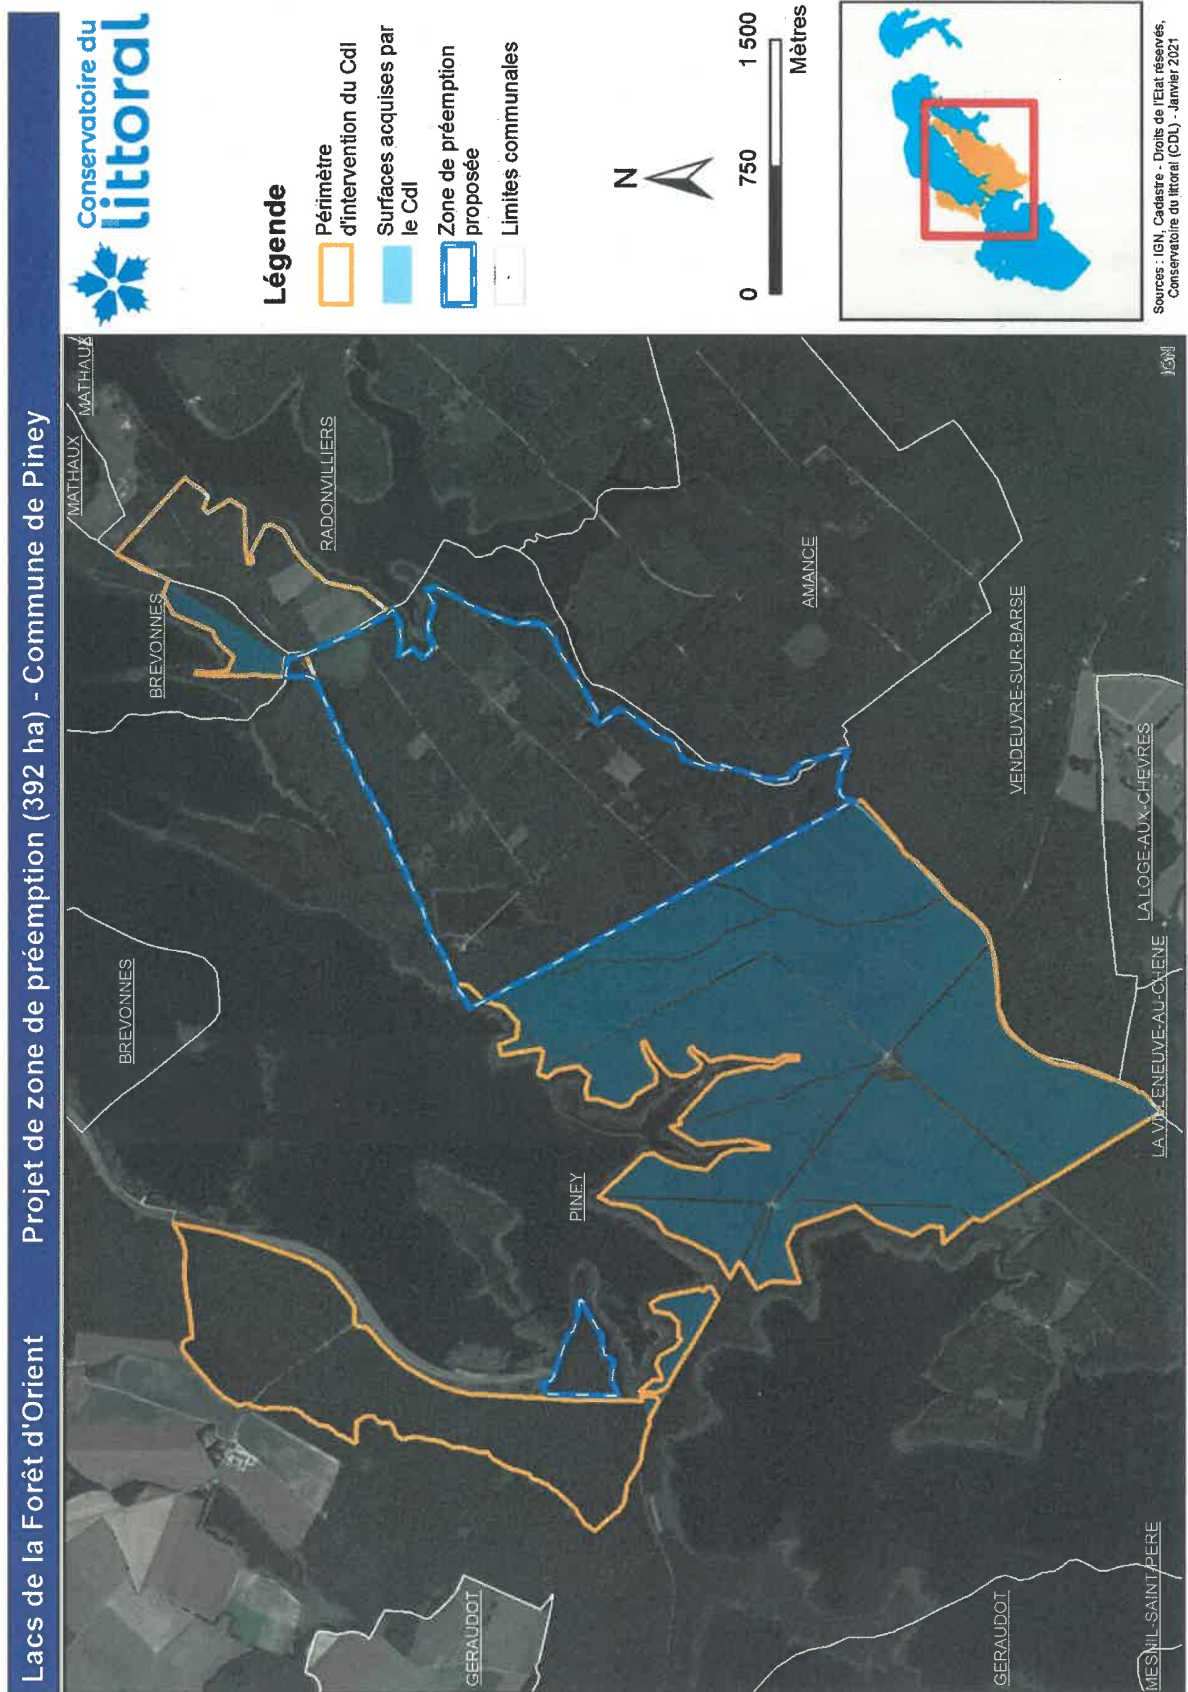 Lacs de la Forêt d'Orient Projet de zone de préemption (392 ha) - Commune de Piney
Conservatoire du
littoral
Légende
Périmètre
d'intervention du Cdl
Surfaces acquises par
le Cdl
Zone de préemption
proposée
Limites communales
N
0 750 1 500
Mètres
Sources : IGN, Cadastre - Droits de l'Etat réservés,
Conservatoire du littoral (CDL) - Janvier 2021
MATHAUX
MATHAUX
BREVONNES
RADONVILLIERS
BREVONNES
AMANCE
PINEY
VENDEUVRE-SUR-BARSE
LA LOGE-AUX-CHEVRES
LA VILLENEUVE-AU-CHENE
GERAUDOT
GERAUDOT
MESNIL-SAINT-PERE
IGN